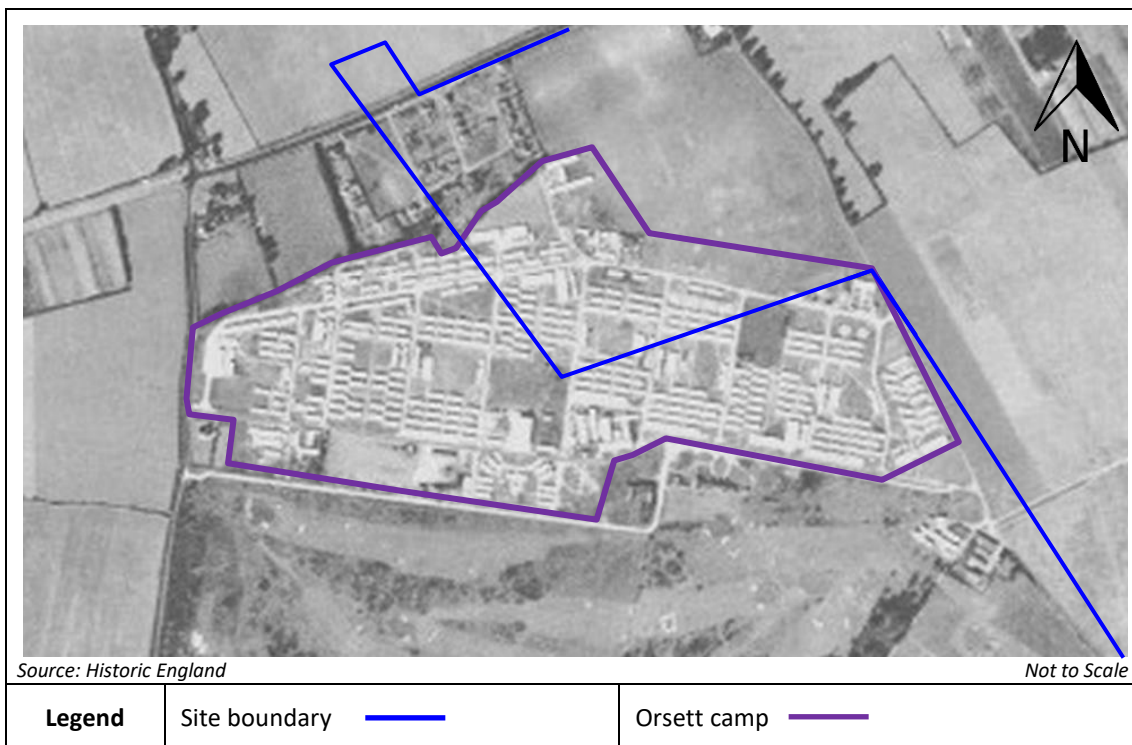 N
Source: Historic England
Not to Scale
Legend
Site boundary
Orsett camp